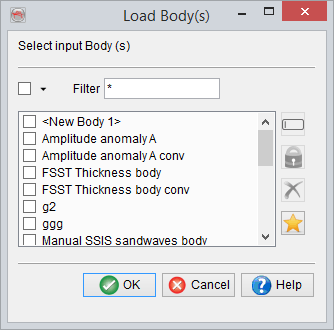 Load Body(s)
Select input Body (s)
Filter *
<New Body 1>
Amplitude anomaly A
Amplitude anomaly A conv
FSST Thickness body
FSST Thickness body conv
g2
ggg
Manual SSIS sandwaves body
OK Cancel Help